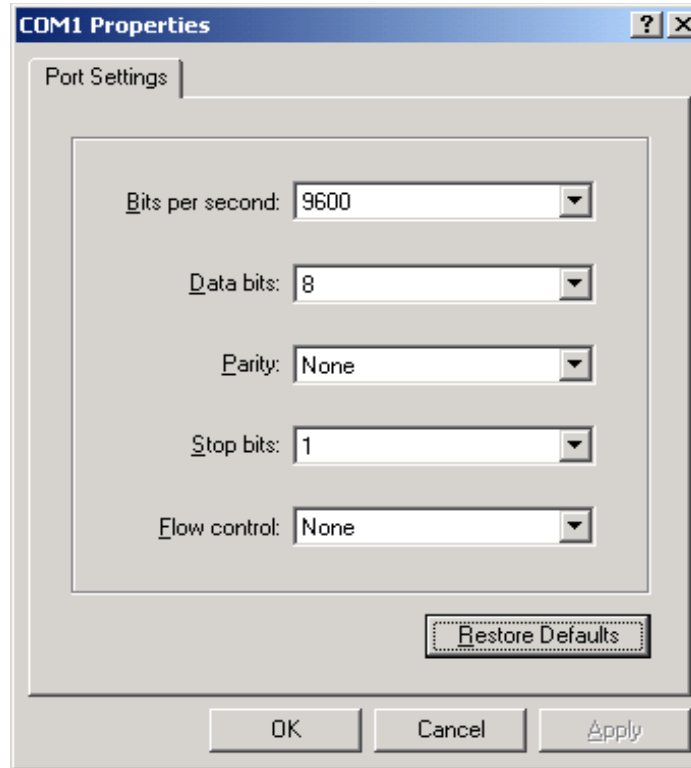 COM1 Properties
Port Settings
Bits per second: 9600
Data bits: 8
Parity: None
Stop bits: 1
Flow control: None
Restore Defaults
OK Cancel Apply